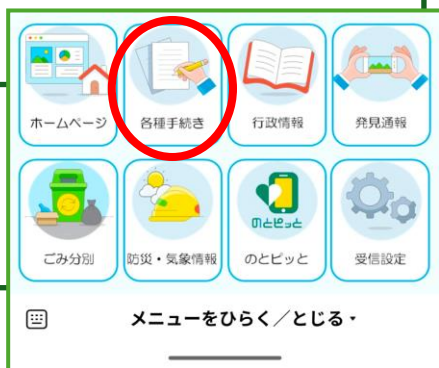 ホームページ
各種手続き
行政情報
発見通報
のとピっと
ごみ分別
防災・気象情報
のとピッと
受信設定
メニューをひらく／とじる▼